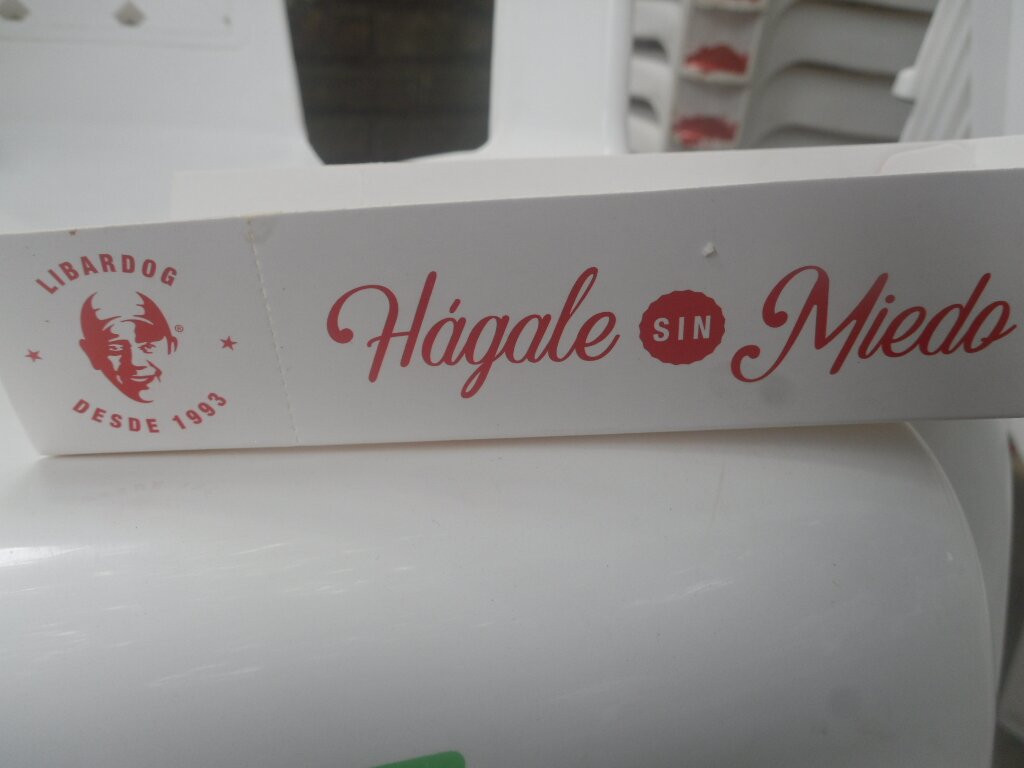 LIBARDOG
®
DESDE 1993
Hágale SIN Miedo